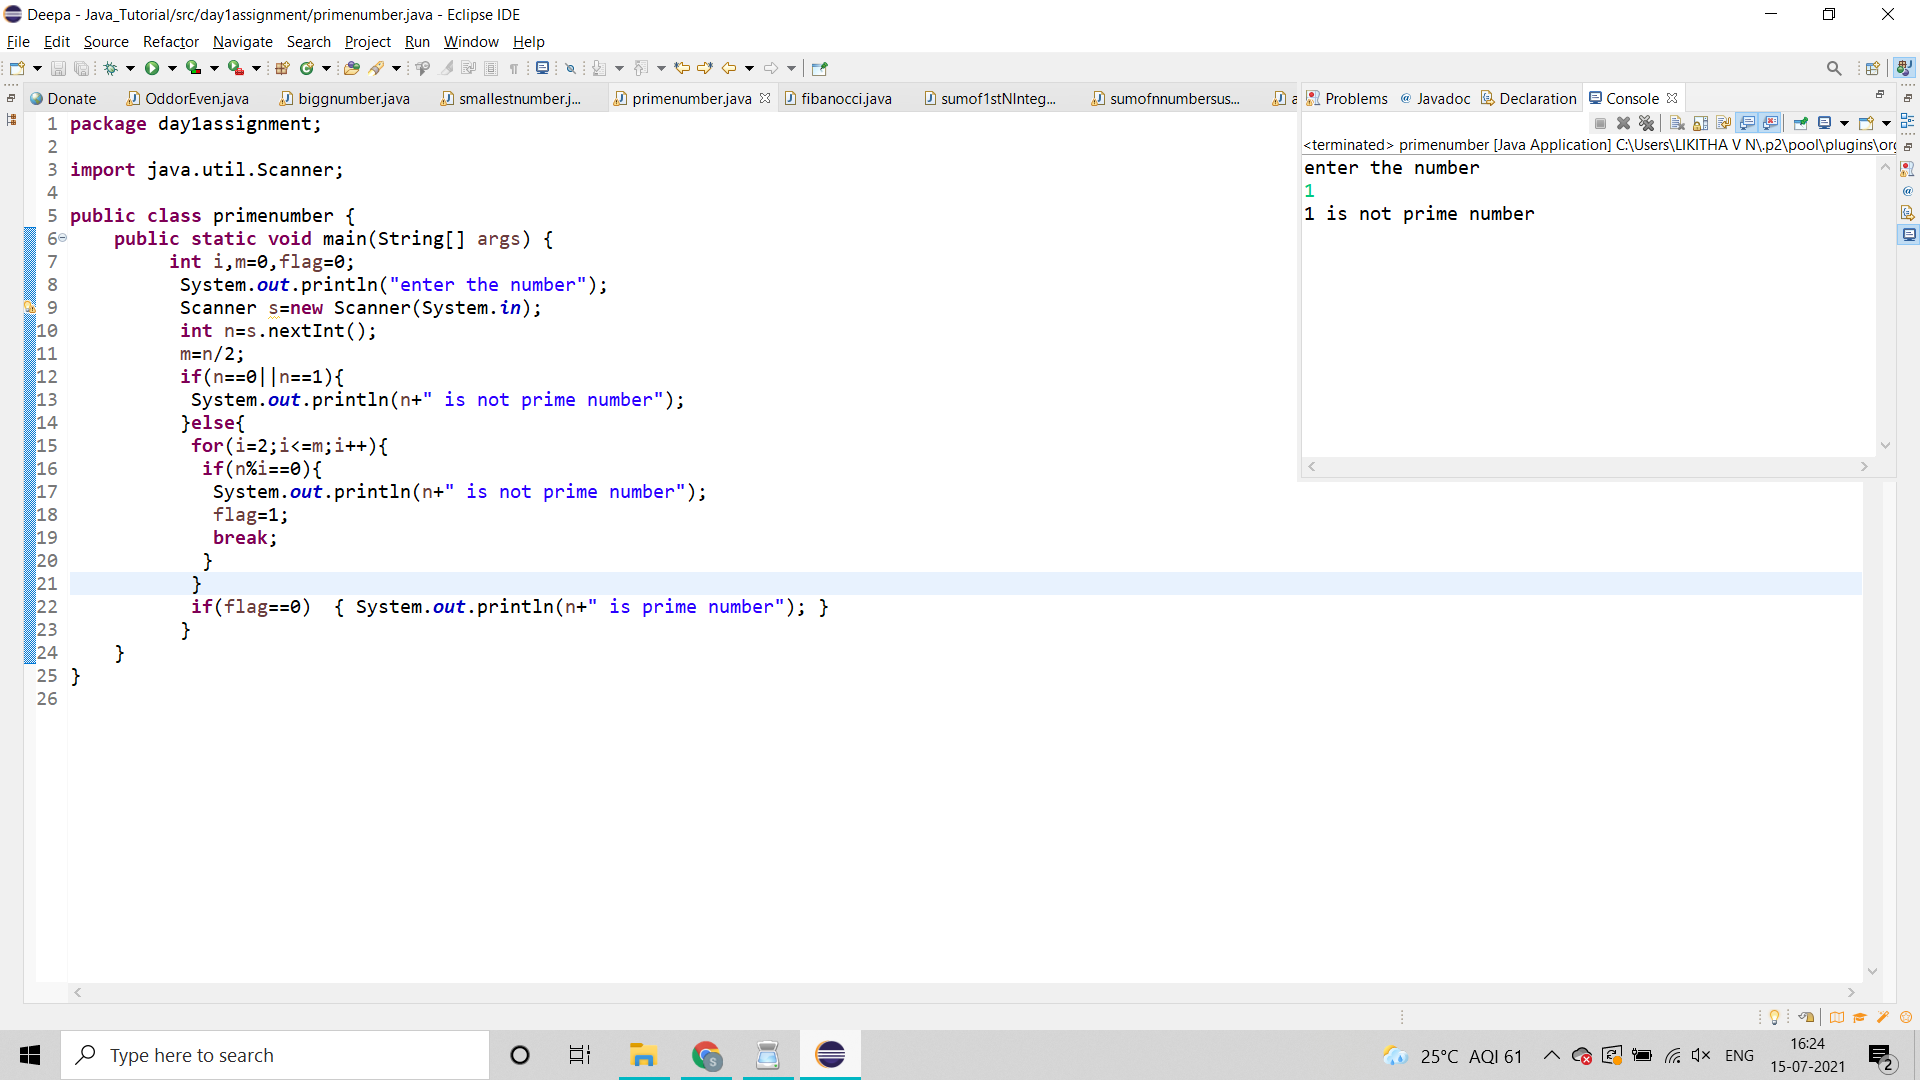 Deepa - Java_Tutorial/src/day1assignment/primenumber.java - Eclipse IDE
File Edit Source Refactor Navigate Search Project Run Window Help
Donate OddorEven.java biggnumber.java smallestnumber.j... primenumber.java fibanocci.java sumof1stNInteg... sumofnnumbersus... a
1 package day1assignment;
2
3 import java.util.Scanner;
4
5 public class primenumber {
6 public static void main(String[] args) {
7 int i,m=0,flag=0;
8 System.out.println("enter the number");
9 Scanner s=new Scanner(System.in);
10 int n=s.nextInt();
11 m=n/2;
12 if(n==0||n==1){
13 System.out.println(n+" is not prime number");
14 }else{
15 for(i=2;i<=m;i++){
16 if(n%i==0){
17 System.out.println(n+" is not prime number");
18 flag=1;
19 break;
20 }
21 }
22 if(flag==0)  { System.out.println(n+" is prime number"); }
23 }
24 }
25 }
26
Problems @ Javadoc Declaration Console
<terminated> primenumber [Java Application] C:\Users\LIKITHA V N\.p2\pool\plugins\org
enter the number
1
1 is not prime number
Type here to search
25°C AQI 61
ENG
16:24
15-07-2021
2